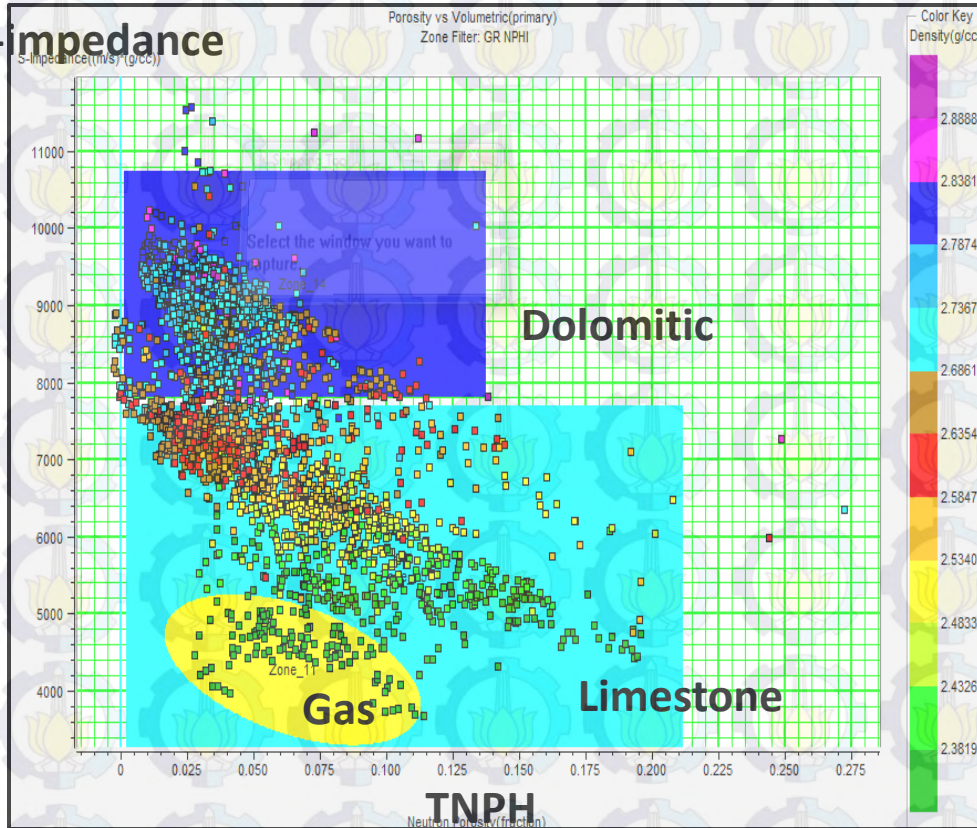 Porosity vs Volumetric(primary)
Zone Filter: GR NPHI
-impedance
S-Impedance((m/s)*(g/cc))
Color Key
Density(g/cc
11000
10000
9000
8000
7000
6000
5000
4000
Select the window you want to
capture
Zone_14
Dolomitic
Zone_11
Gas
Limestone
0
0.025
0.050
0.075
0.100
0.125
0.150
0.175
0.200
0.225
0.250
0.275
TNPH
Neutron Porosity(fraction)
2.8888
2.8381
2.7874
2.7367
2.6861
2.6354
2.5847
2.5340
2.4833
2.4326
2.3819